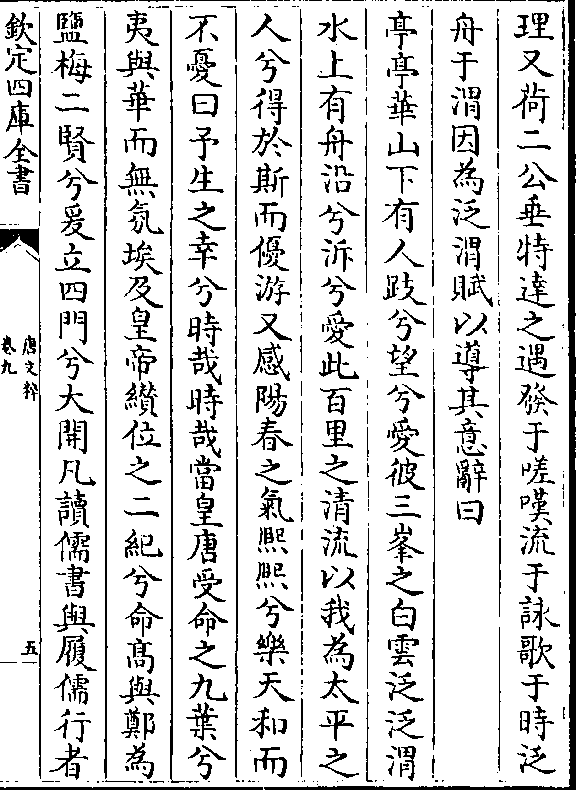 理又荷二公垂特達之遇發于嗟嘆流于詠歌于時泛
舟于渭因為泛渭賦以導其意辭曰
亭亭華山下有人跂兮望兮愛彼三峯之白雲泛泛渭
水上有舟沿兮泝兮愛此百里之清流以我為太平之
人兮得於斯而優游又感陽春之氣熙熙兮樂天和而
不憂曰予生之幸兮時哉時哉當皇唐受命之九葉兮
夷與華而無氛埃及皇帝纘位之二紀兮命髙與鄭為
鹽梅二賢兮爰立四門兮大開凡讀儒書與履儒行者
欽定四庫全書
唐文粹
卷九
五